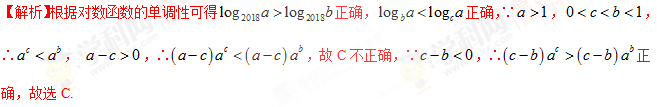 【解析】根据对数函数的单调性可得log₂₀₁₈a>log₂₀₁₈b正确，log_b a<log_c a正确，∵a>1，0<c<b<1，
∴a^c<a^b，a−c>0，∴(a−c)a^c<(a−c)a^b，故 C 不正确，∵c−b<0，∴(c−b)a^c>(c−b)a^b正
确，故选 C.